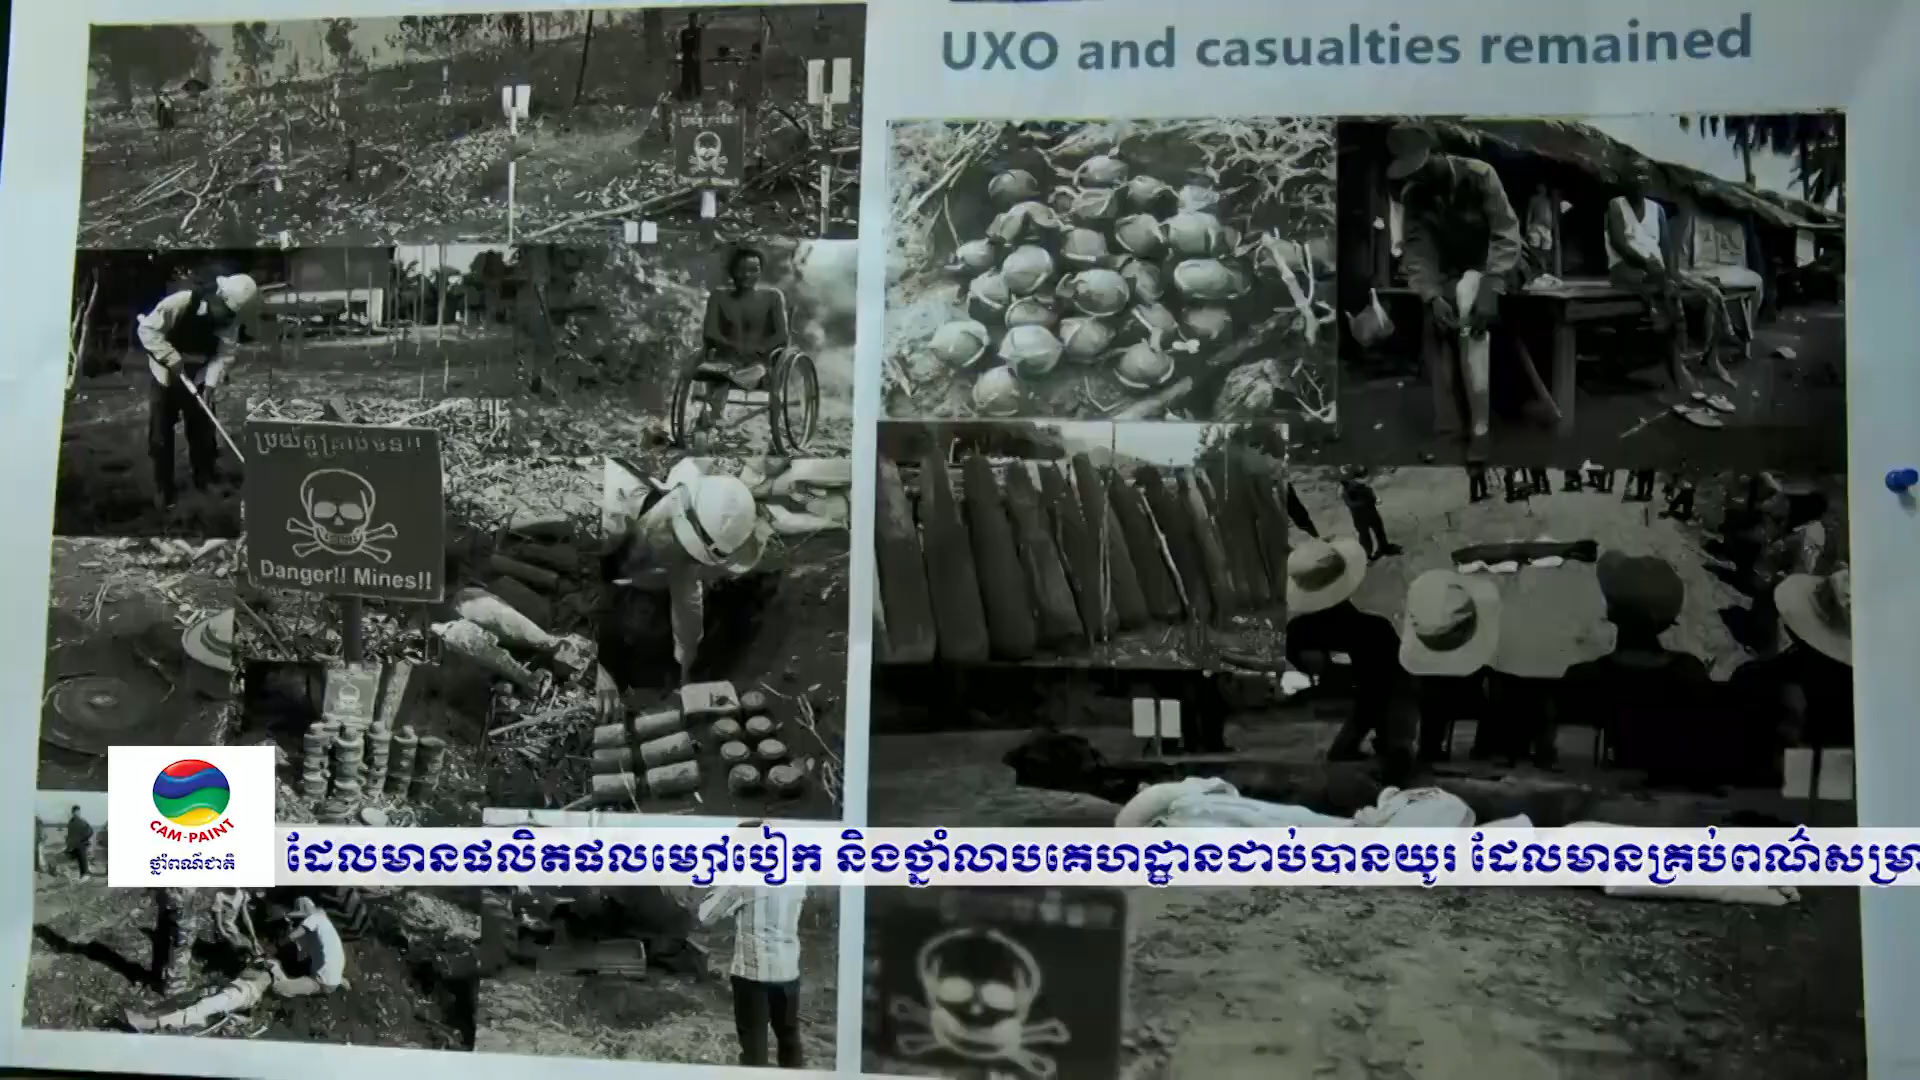 UXO and casualties remained
ប្រយ័ត្នគ្រាប់មីន!!
Danger!! Mines!!
CAM-PAINT
ថ្នាំពណ៌ជាតិ
ដែលមានផលិតផលម្សៅបៀក និងថ្នាំលាបគេហដ្ឋានជាប់បានយូរ ដែលមានគ្រប់ពណ៌សម្រា